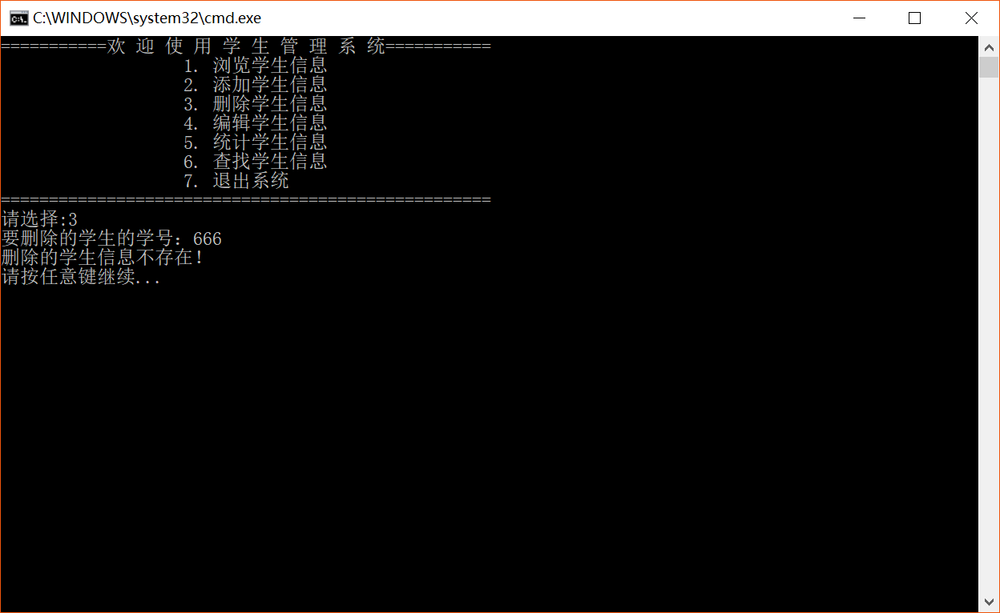 C:\WINDOWS\system32\cmd.exe
===========欢 迎 使 用 学 生 管 理 系 统===========
1. 浏览学生信息
2. 添加学生信息
3. 删除学生信息
4. 编辑学生信息
5. 统计学生信息
6. 查找学生信息
7. 退出系统
===================================================
请选择:3
要删除的学生的学号：666
删除的学生信息不存在!
请按任意键继续...